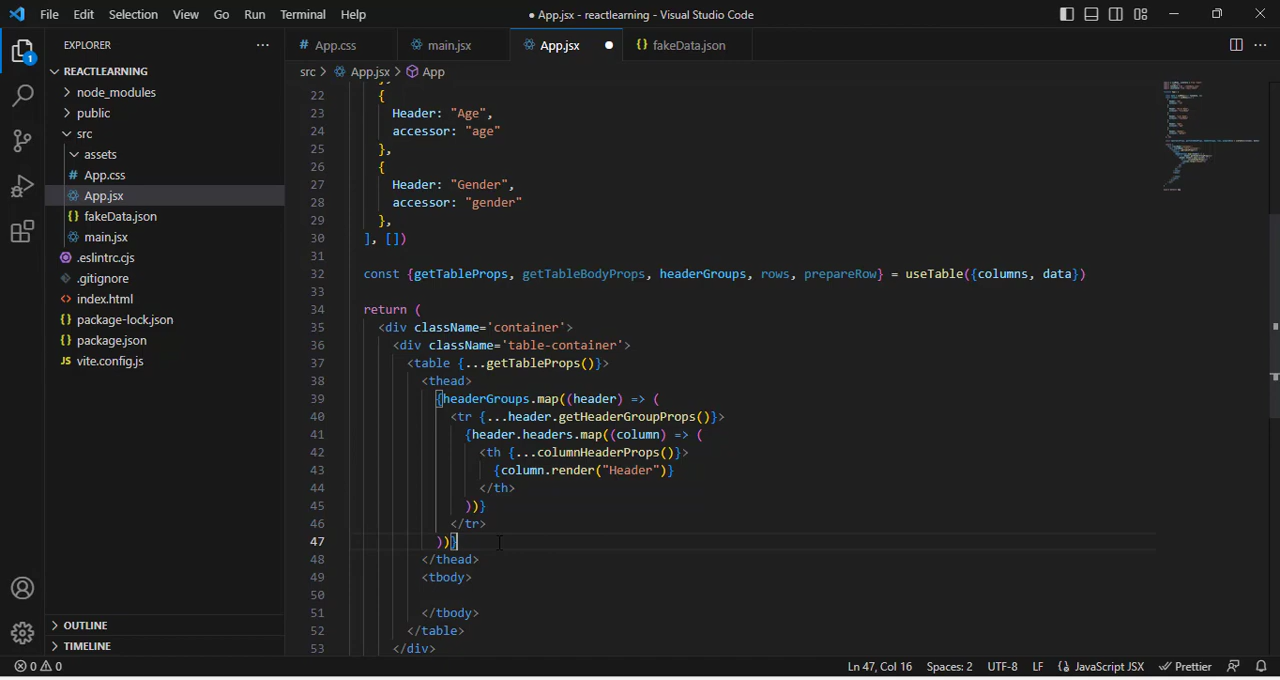 File Edit Selection View Go Run Terminal Help ● App.jsx - reactlearning - Visual Studio Code
EXPLORER ...
# App.css main.jsx App.jsx ● {} fakeData.json ...
REACTLEARNING
src > App.jsx > App
node_modules
public
src
assets
# App.css
App.jsx
{} fakeData.json
main.jsx
.eslintrc.cjs
.gitignore
<> index.html
{} package-lock.json
{} package.json
JS vite.config.js
OUTLINE
TIMELINE
1
22 {
23 Header: "Age",
24 accessor: "age"
25 },
26 {
27 Header: "Gender",
28 accessor: "gender"
29 },
30 ], [])
31
32 const {getTableProps, getTableBodyProps, headerGroups, rows, prepareRow} = useTable({columns, data})
33
34 return (
35 <div className='container'>
36 <div className='table-container'>
37 <table {...getTableProps()}>
38 <thead>
39 {headerGroups.map((header) => (
40 <tr {...header.getHeaderGroupProps()}>
41 {header.headers.map((column) => (
42 <th {...columnHeaderProps()}>
43 {column.render("Header")}
44 </th>
45 ))}
46 </tr>
47 ))}
48 </thead>
49 <tbody>
50
51 </tbody>
52 </table>
53 </div>
0 0 Ln 47, Col 16 Spaces: 2 UTF-8 LF JavaScript JSX Prettier